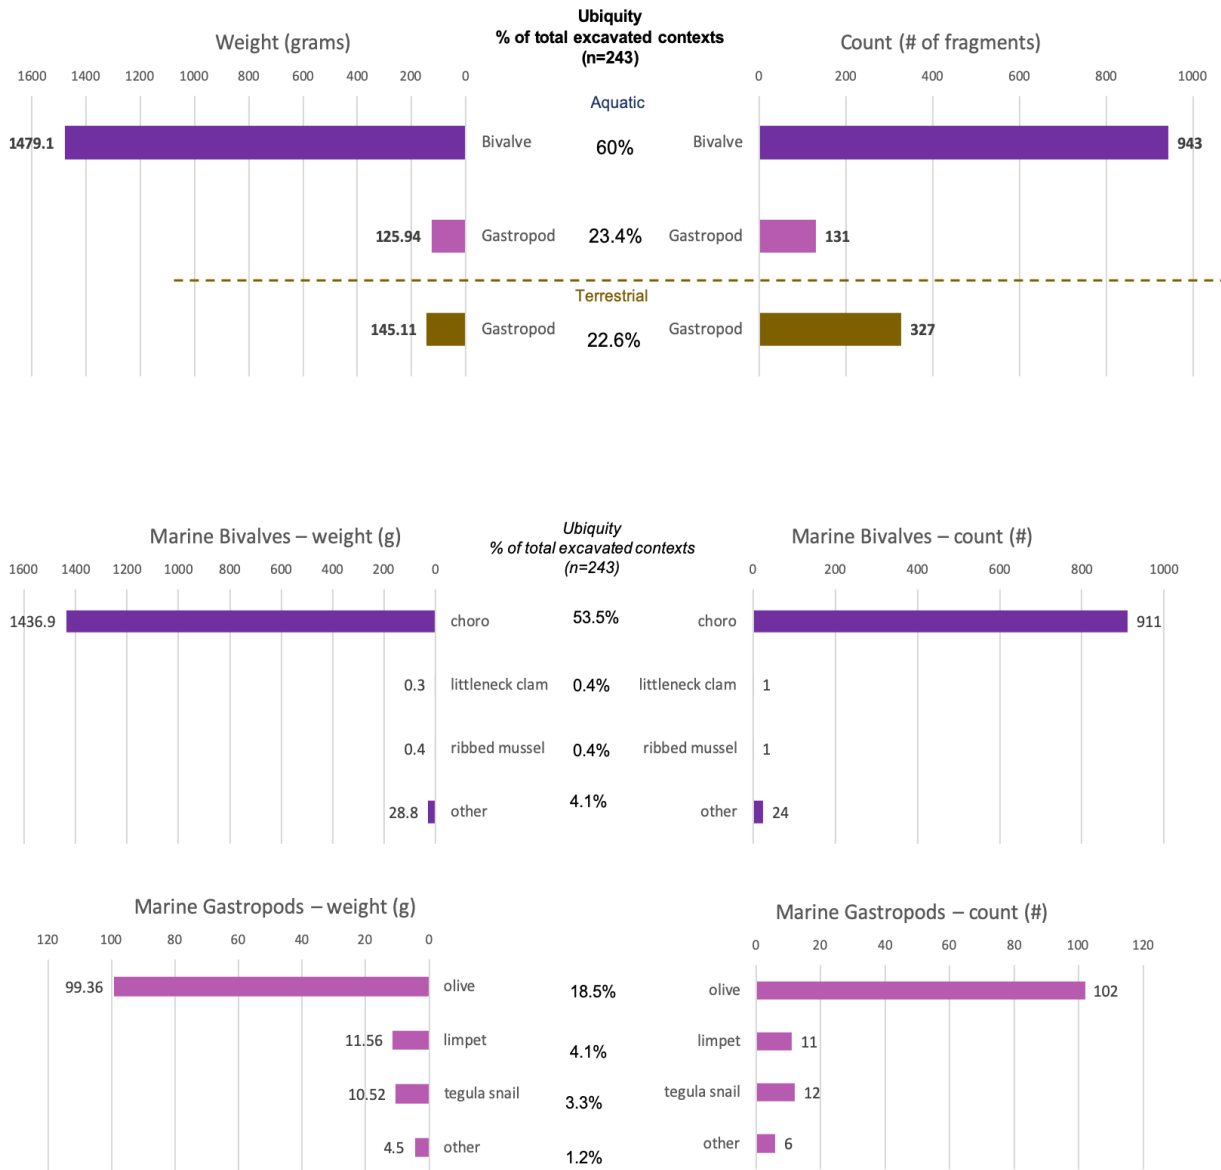 Ubiquity
% of total excavated contexts
(n=243)
Weight (grams)
Count (# of fragments)
1600 1400 1200 1000 800 600 400 200 0
0 200 400 600 800 1000
Aquatic
1479.1 Bivalve 60% Bivalve 943
125.94 Gastropod 23.4% Gastropod 131
Terrestrial
145.11 Gastropod 22.6% Gastropod 327
Marine Bivalves – weight (g)
Ubiquity
% of total excavated contexts
(n=243)
Marine Bivalves – count (#)
1600 1400 1200 1000 800 600 400 200 0
0 200 400 600 800 1000
1436.9 choro 53.5% choro 911
0.3 littleneck clam 0.4% littleneck clam 1
0.4 ribbed mussel 0.4% ribbed mussel 1
28.8 other 4.1% other 24
Marine Gastropods – weight (g)
Marine Gastropods – count (#)
120 100 80 60 40 20 0
0 20 40 60 80 100 120
99.36 olive 18.5% olive 102
11.56 limpet 4.1% limpet 11
10.52 tegula snail 3.3% tegula snail 12
4.5 other 1.2% other 6